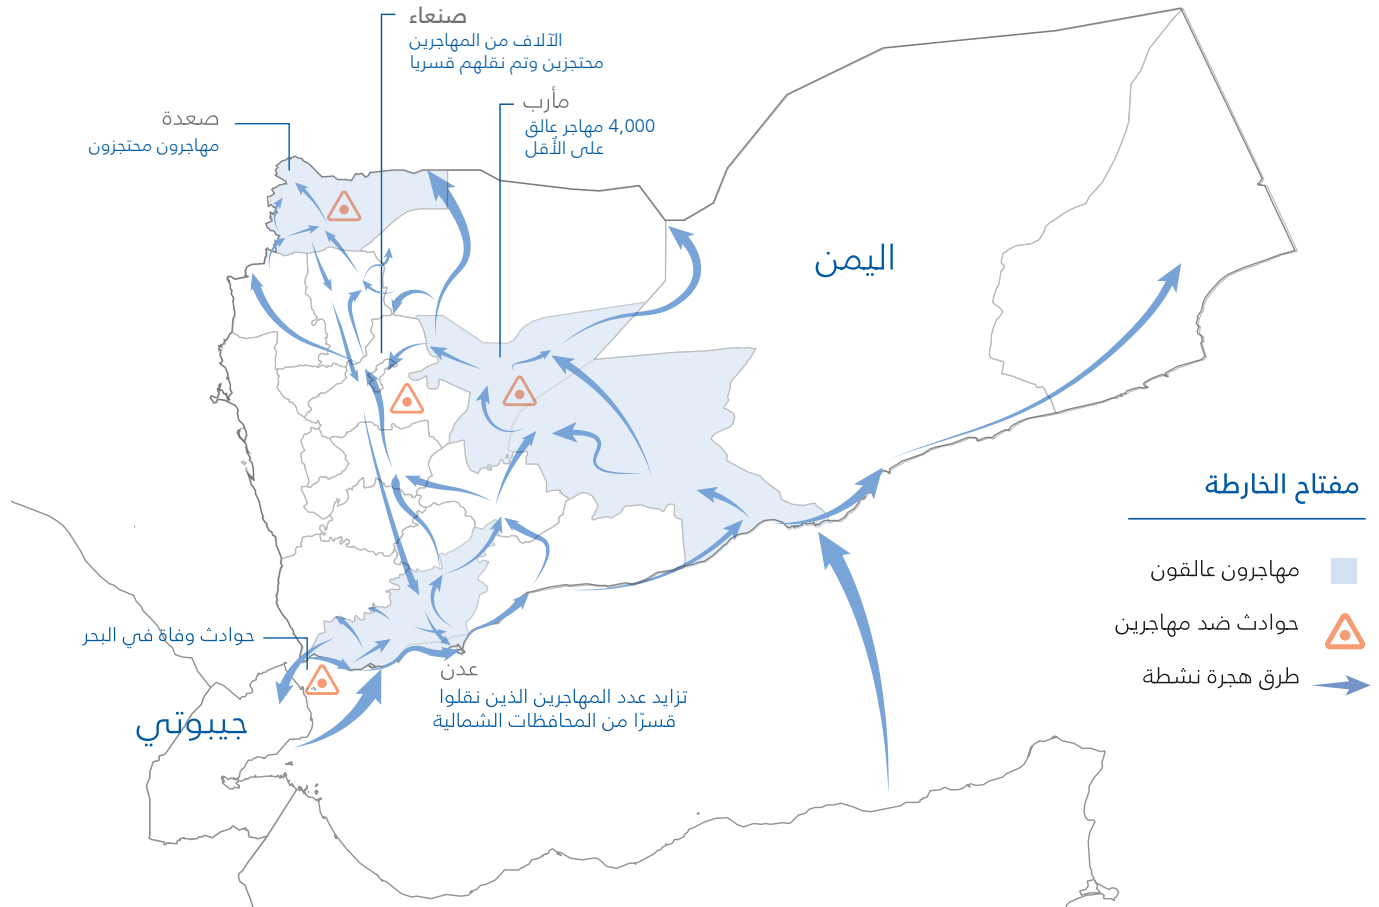 صنعاء
الآلاف من المهاجرين
محتجزين وتم نقلهم قسريا
مأرب
4,000 مهاجر عالق
على الأقل
صعدة
مهاجرون محتجزون
اليمن
مفتاح الخارطة
مهاجرون عالقون
حوادث ضد مهاجرين
طرق هجرة نشطة
حوادث وفاة في البحر
عدن
تزايد عدد المهاجرين الذين نقلوا
قسرًا من المحافظات الشمالية
جيبوتي